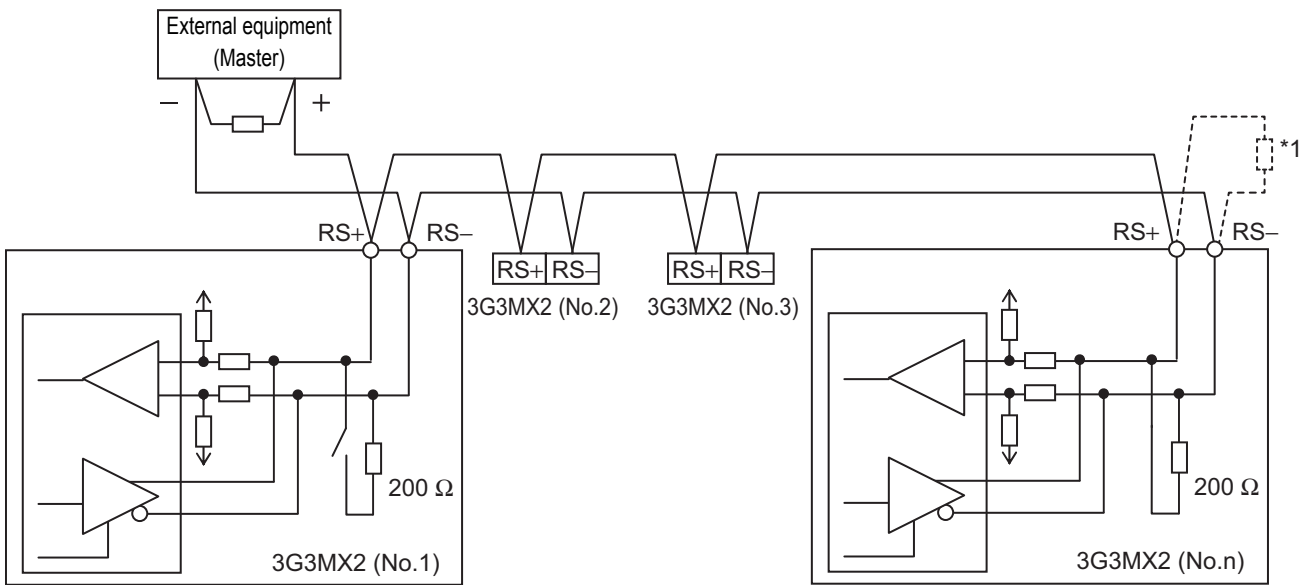 External equipment
(Master)
− +
*1
RS+ RS−
RS+ RS−
RS+ RS−
RS+ RS−
3G3MX2 (No.2)
3G3MX2 (No.3)
200 Ω
200 Ω
3G3MX2 (No.1)
3G3MX2 (No.n)